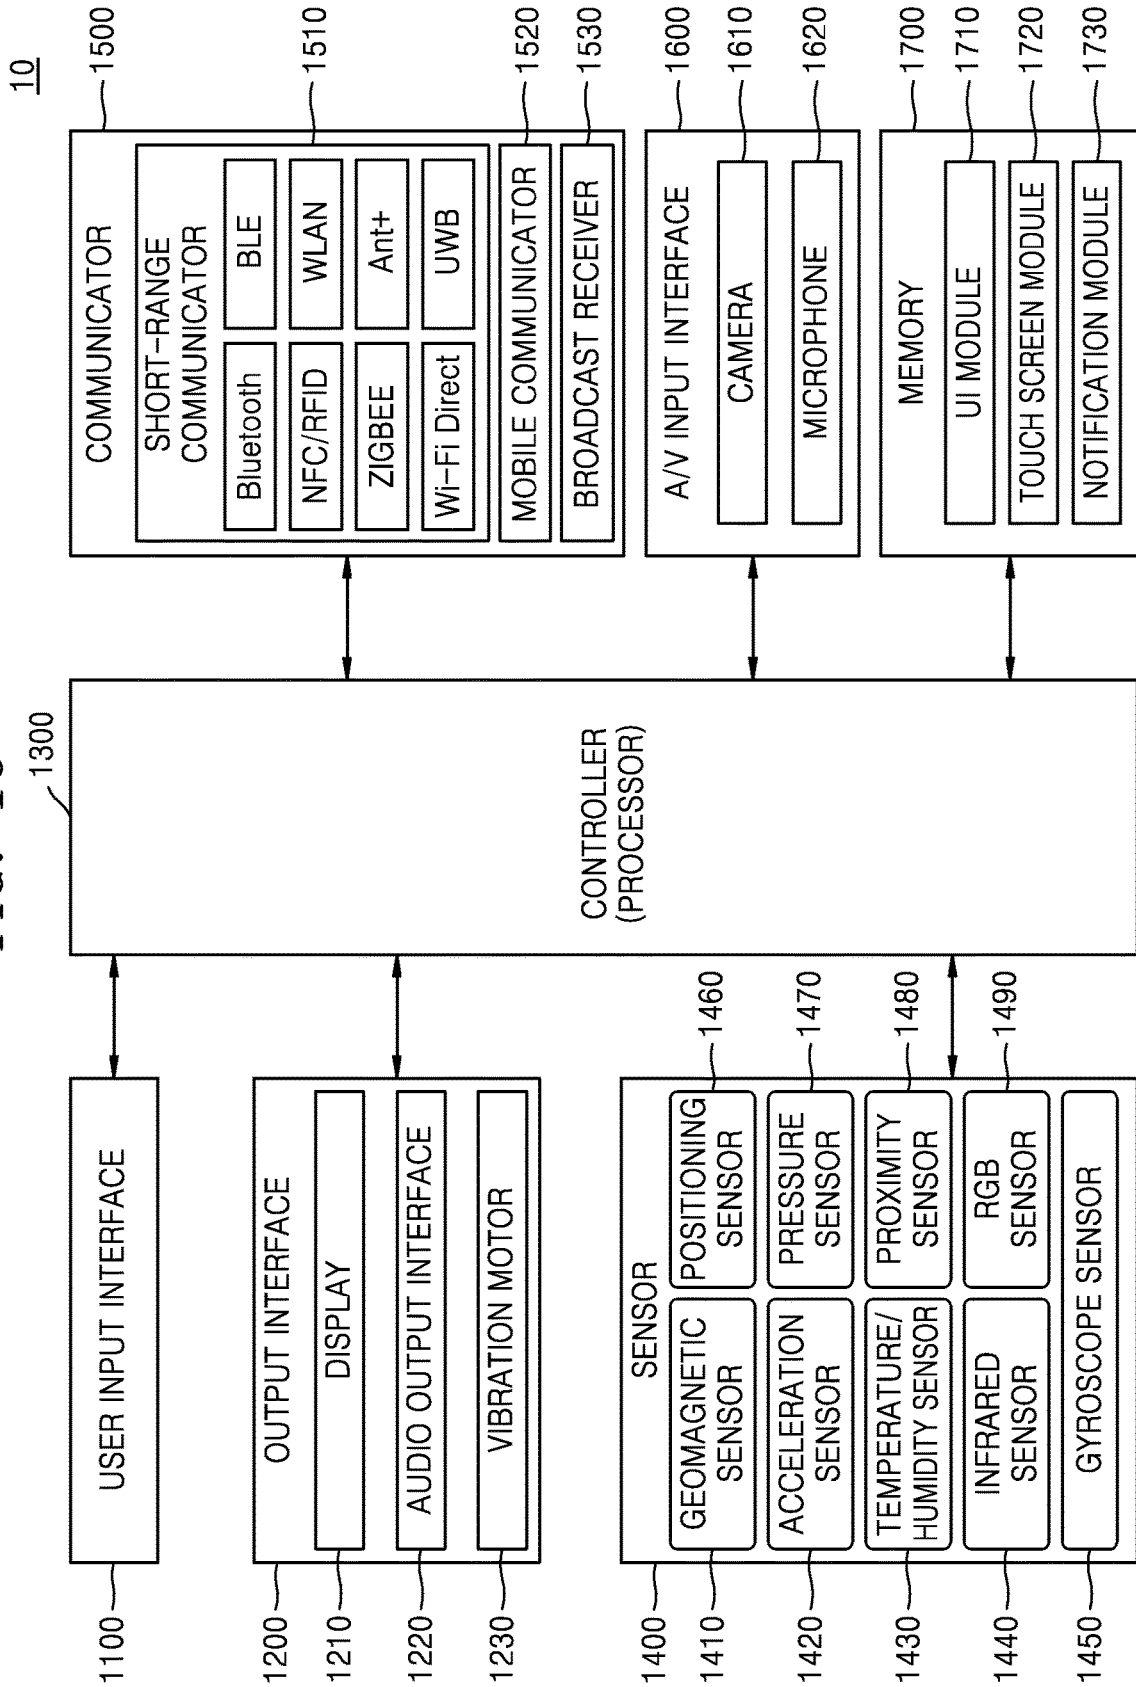 10
1300
1100
USER INPUT INTERFACE
1200
OUTPUT INTERFACE
1210
DISPLAY
1220
AUDIO OUTPUT INTERFACE
1230
VIBRATION MOTOR
1400
SENSOR
1410
GEOMAGNETIC
SENSOR
POSITIONING
SENSOR
1460
1420
ACCELERATION
SENSOR
PRESSURE
SENSOR
1470
1430
TEMPERATURE/
HUMIDITY SENSOR
PROXIMITY
SENSOR
1480
1440
INFRARED
SENSOR
RGB
SENSOR
1490
1450
GYROSCOPE SENSOR
CONTROLLER
(PROCESSOR)
COMMUNICATOR
1500
SHORT-RANGE
COMMUNICATOR
1510
Bluetooth
BLE
NFC/RFID
WLAN
ZIGBEE
Ant+
Wi-Fi Direct
UWB
MOBILE COMMUNICATOR
1520
BROADCAST RECEIVER
1530
A/V INPUT INTERFACE
1600
CAMERA
1610
MICROPHONE
1620
MEMORY
1700
UI MODULE
1710
TOUCH SCREEN MODULE
1720
NOTIFICATION MODULE
1730